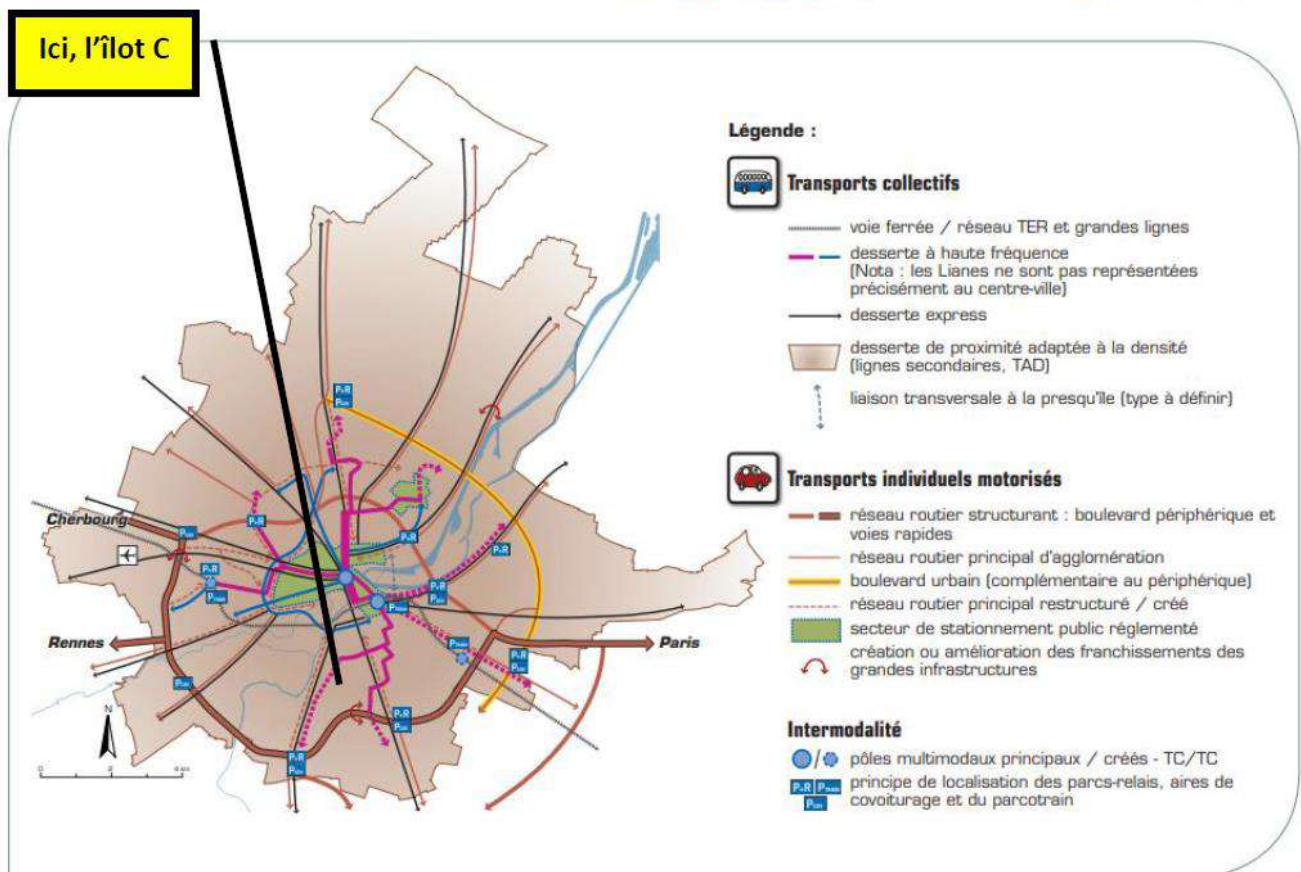 Ici, l'îlot C
Légende :
Transports collectifs
voie ferrée / réseau TER et grandes lignes
desserte à haute fréquence
(Nota : les Lianes ne sont pas représentées
précisément au centre-ville)
desserte express
desserte de proximité adaptée à la densité
(lignes secondaires, TAD)
liaison transversale à la presqu'île (type à définir)
Transports individuels motorisés
réseau routier structurant : boulevard périphérique et
voies rapides
réseau routier principal d'agglomération
boulevard urbain (complémentaire au périphérique)
réseau routier principal restructuré / créé
secteur de stationnement public réglementé
création ou amélioration des franchissements des
grandes infrastructures
Intermodalité
pôles multimodaux principaux / créés - TC/TC
P+R
principe de localisation des parcs-relais, aires de
covoiturage et du parcotrain
P+R
Cherbourg
P+R
P+R
P+R
P+R
P+R
Rennes
Paris
P+R
N
P+R
P+R
0
2